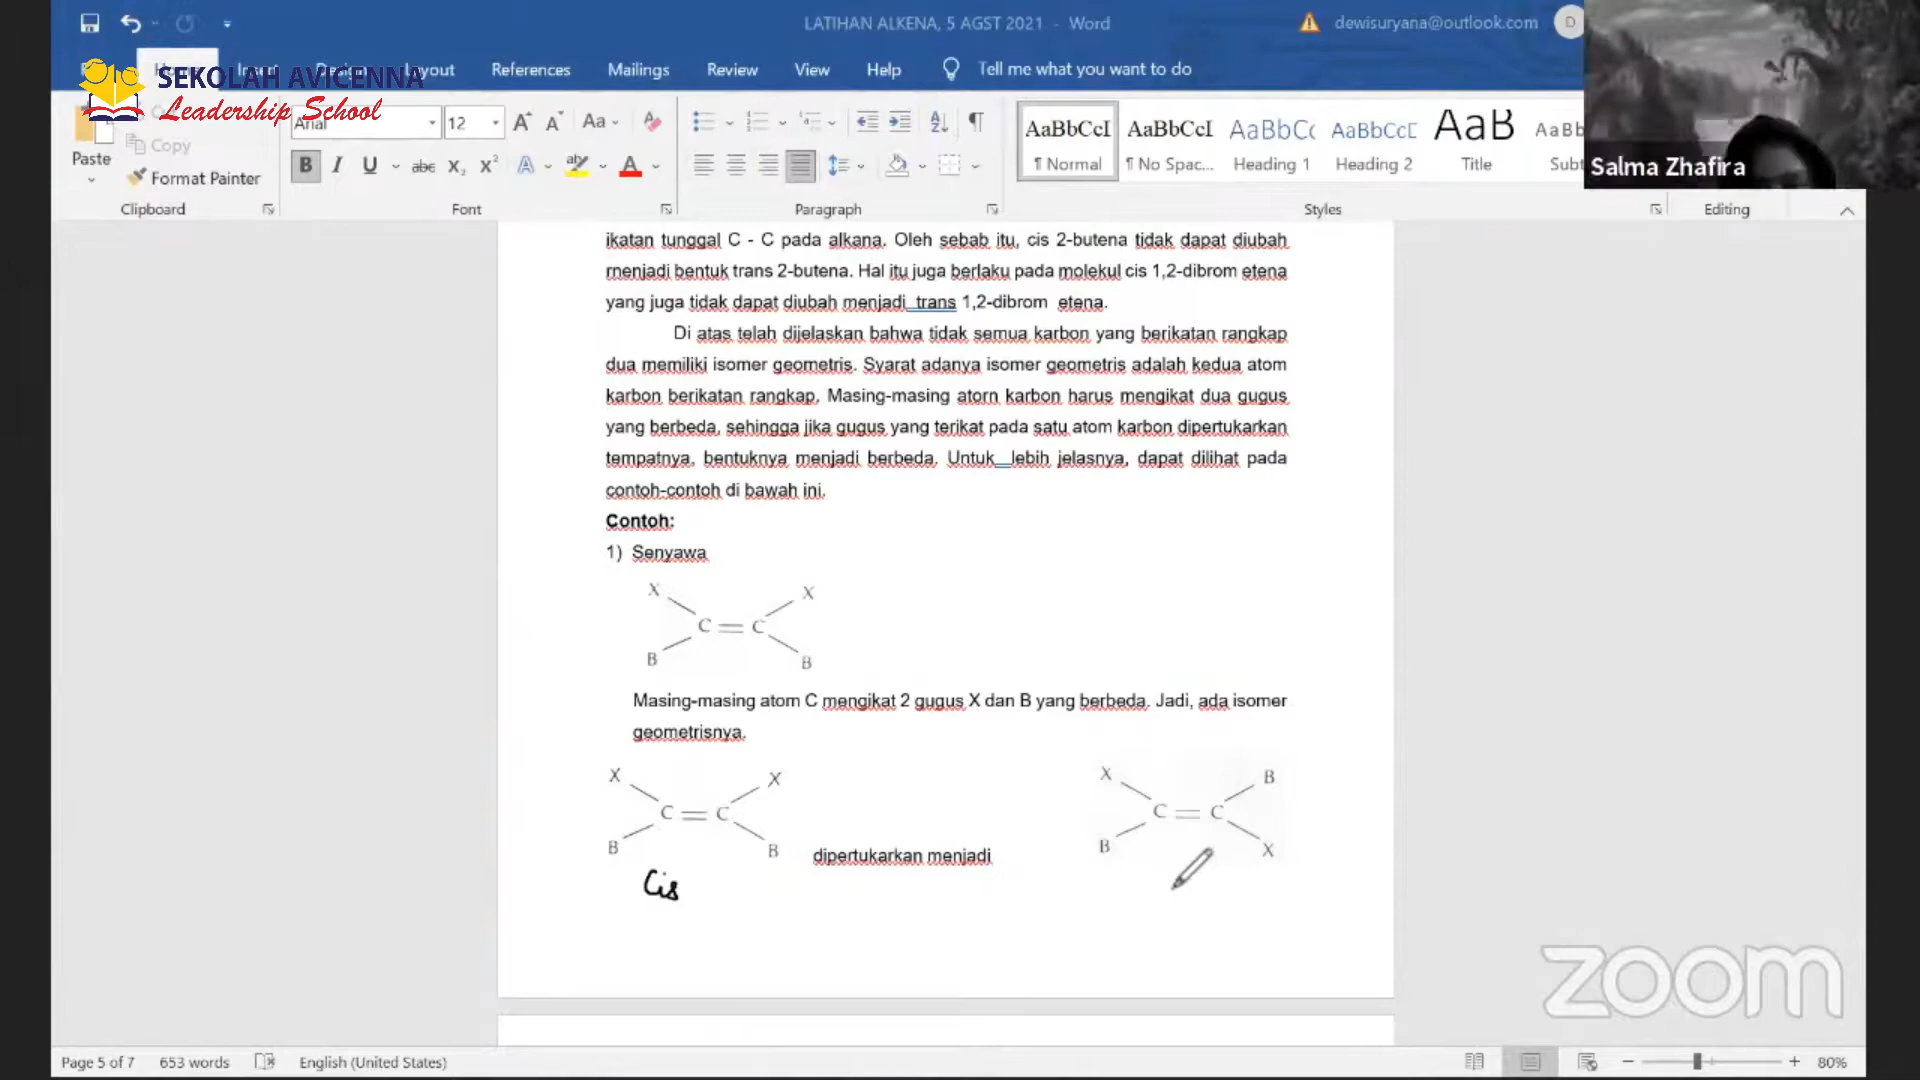 LATIHAN ALKENA, 5 AGST 2021 - Word
dewisuryana@outlook.com
D
SEKOLAH AVICENNA
Leadership School
References Mailings Review View Help Tell me what you want to do
Salma Zhafira
Arial 12
Paste
Copy
Format Painter
AaBbCcI AaBbCcI AaBbCc AaBbCcD AaB AaBb
¶ Normal ¶ No Spac... Heading 1 Heading 2 Title Subt
Clipboard Font Paragraph Styles Editing
ikatan tunggal C - C pada alkana. Oleh sebab itu, cis 2-butena tidak dapat diubah
rnenjadi bentuk trans 2-butena. Hal itu juga berlaku pada molekul cis 1,2-dibrom etena
yang juga tidak dapat diubah menjadi trans 1,2-dibrom etena.
Di atas telah dijelaskan bahwa tidak semua karbon yang berikatan rangkap
dua memiliki isomer geometris. Syarat adanya isomer geometris adalah kedua atom
karbon berikatan rangkap, Masing-masing atorn karbon harus mengikat dua gugus
yang berbeda, sehingga jika gugus yang terikat pada satu atom karbon dipertukarkan
tempatnya, bentuknya menjadi berbeda. Untuk lebih jelasnya, dapat dilihat pada
contoh-contoh di bawah ini.
Contoh:
1) Senyawa
X X
C = C
B B
Masing-masing atom C mengikat 2 gugus X dan B yang berbeda. Jadi, ada isomer
geometrisnya.
X X X B
C = C C = C
B B dipertukarkan menjadi B X
Cis
zoom
Page 5 of 7 653 words English (United States) 80%